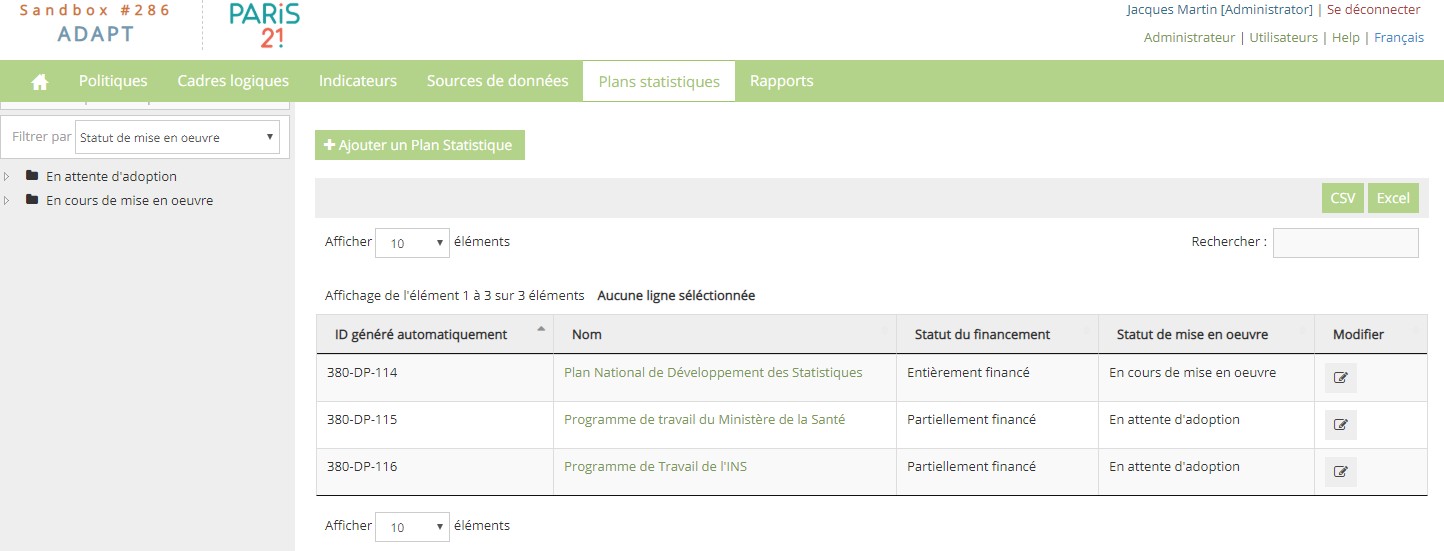 Sandbox #286
ADAPT
PARiS
21!
Jacques Martin [Administrator] | Se déconnecter
Administrateur | Utilisateurs | Help | Français
Politiques Cadres logiques Indicateurs Sources de données Plans statistiques Rapports
Filtrer par Statut de mise en oeuvre
En attente d'adoption
En cours de mise en oeuvre
Ajouter un Plan Statistique
CSV Excel
Afficher 10 éléments Rechercher :
Affichage de l'élément 1 à 3 sur 3 éléments Aucune ligne séléctionnée
ID généré automatiquement Nom Statut du financement Statut de mise en oeuvre Modifier
380-DP-114 Plan National de Développement des Statistiques Entièrement financé En cours de mise en oeuvre
380-DP-115 Programme de travail du Ministère de la Santé Partiellement financé En attente d'adoption
380-DP-116 Programme de Travail de l'INS Partiellement financé En attente d'adoption
Afficher 10 éléments